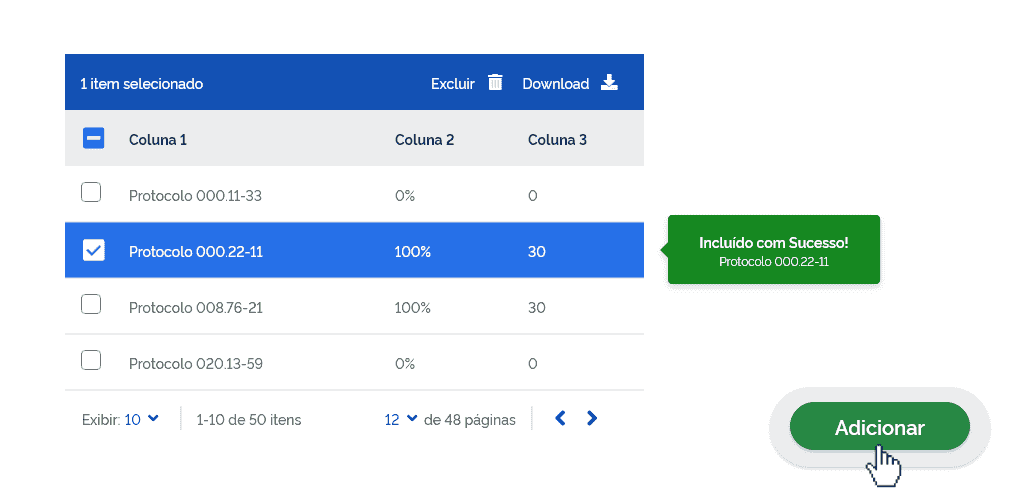 1 item selecionado Excluir Download
Coluna 1 Coluna 2 Coluna 3
Protocolo 000.11-33 0% 0
Protocolo 000.22-11 100% 30
Incluído com Sucesso!
Protocolo 000.22-11
Protocolo 008.76-21 100% 30
Protocolo 020.13-59 0% 0
Exibir: 10 1-10 de 50 itens 12 de 48 páginas
Adicionar